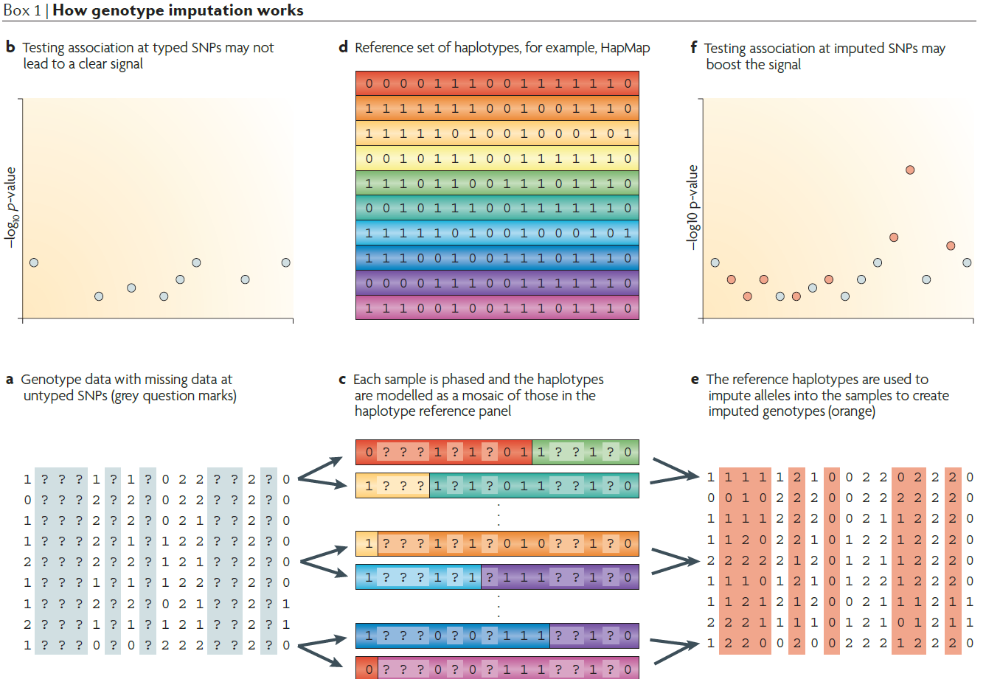 Box 1 | How genotype imputation works
b Testing association at typed SNPs may not
lead to a clear signal
–log10 p-value
d Reference set of haplotypes, for example, HapMap
0 0 0 0 1 1 1 0 0 1 1 1 1 1 1 0
1 1 1 1 1 1 1 0 0 1 0 0 1 1 1 0
1 1 1 1 1 0 1 0 0 1 0 0 0 1 0 1
0 0 1 0 1 1 1 0 0 1 1 1 1 1 1 0
1 1 1 0 1 1 0 0 1 1 1 0 1 1 1 0
0 0 1 0 1 1 1 0 0 1 1 1 1 1 1 0
1 1 1 1 1 0 1 0 0 1 0 0 0 1 0 1
1 1 1 0 0 1 0 0 1 1 1 0 1 1 1 0
0 0 0 0 1 1 1 0 0 1 1 1 1 1 1 0
1 1 1 0 0 1 0 0 1 1 1 0 1 1 1 0
f Testing association at imputed SNPs may
boost the signal
–log10 p-value
a Genotype data with missing data at
untyped SNPs (grey question marks)
1 ? ? ? 1 ? 1 ? 0 2 2 ? ? 2 ? 0
0 ? ? ? 2 ? 2 ? 0 2 2 ? ? 2 ? 0
1 ? ? ? 2 ? 2 ? 0 2 1 ? ? 2 ? 0
1 ? ? ? 2 ? 1 ? 1 2 2 ? ? 2 ? 0
2 ? ? ? 2 ? 2 ? 1 2 1 ? ? 2 ? 0
1 ? ? ? 1 ? 1 ? 1 2 2 ? ? 2 ? 0
1 ? ? ? 2 ? 2 ? 0 2 1 ? ? 2 ? 1
2 ? ? ? 1 ? 1 ? 1 2 1 ? ? 2 ? 1
1 ? ? ? 0 ? 0 ? 2 2 2 ? ? 2 ? 0
c Each sample is phased and the haplotypes
are modelled as a mosaic of those in the
haplotype reference panel
0 ? ? ? 1 ? 1 ? 0 1 1 ? ? 1 ? 0
1 ? ? ? 1 ? 1 ? 0 1 1 ? ? 1 ? 0
1 ? ? ? 1 ? 1 ? 0 1 0 ? ? 1 ? 0
1 ? ? ? 1 ? 1 ? 1 1 1 ? ? 1 ? 0
1 ? ? ? 0 ? 0 ? 1 1 1 ? ? 1 ? 0
0 ? ? ? 0 ? 0 ? 1 1 1 ? ? 1 ? 0
e The reference haplotypes are used to
impute alleles into the samples to create
imputed genotypes (orange)
1 1 1 1 1 2 1 0 0 2 2 0 2 2 2 0
0 0 1 0 2 2 2 0 0 2 2 2 2 2 2 0
1 1 1 1 2 2 2 0 0 2 1 1 2 2 2 0
1 1 2 0 2 2 1 0 1 2 2 1 2 2 2 0
2 2 2 2 2 1 2 0 1 2 1 1 2 2 2 0
1 1 1 0 1 2 1 0 1 2 2 1 2 2 2 0
1 1 2 1 2 1 2 0 0 2 1 1 1 2 1 1
2 2 2 1 1 1 1 0 1 2 1 0 1 2 1 1
1 2 2 0 0 2 0 0 2 2 2 1 2 2 2 0